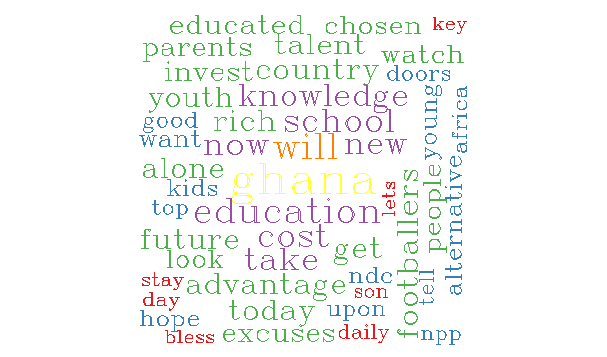 educated chosen key
parents talent watch
invest country doors
youth knowledge
good rich school
want now will new
young africa
alone ghana
kids lets
top education
people alternative
footballers
future cost get
look take
stay advantage ndc
day son tell
hope today upon
bless excuses daily npp